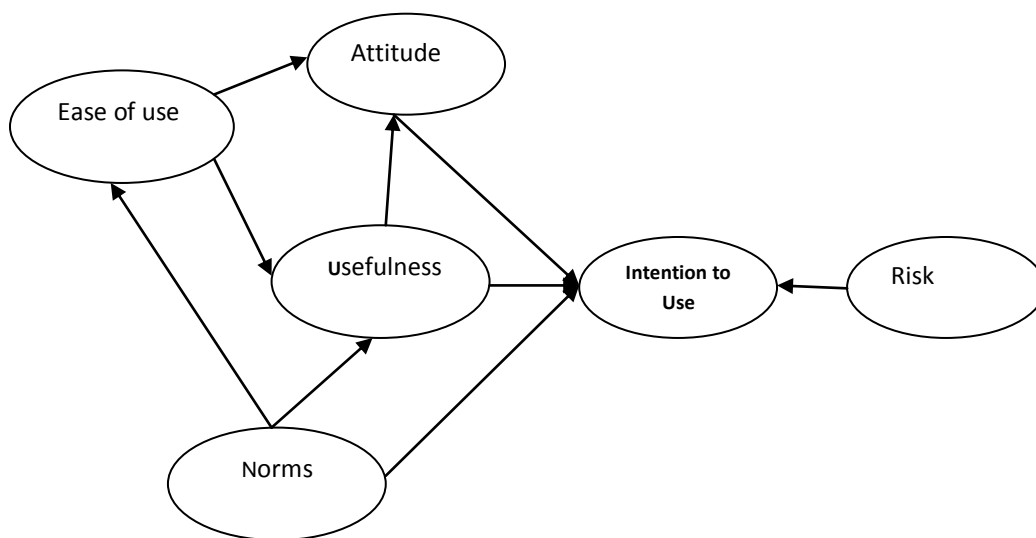 Attitude
Ease of use
Usefulness
Intention to
Use
Risk
Norms